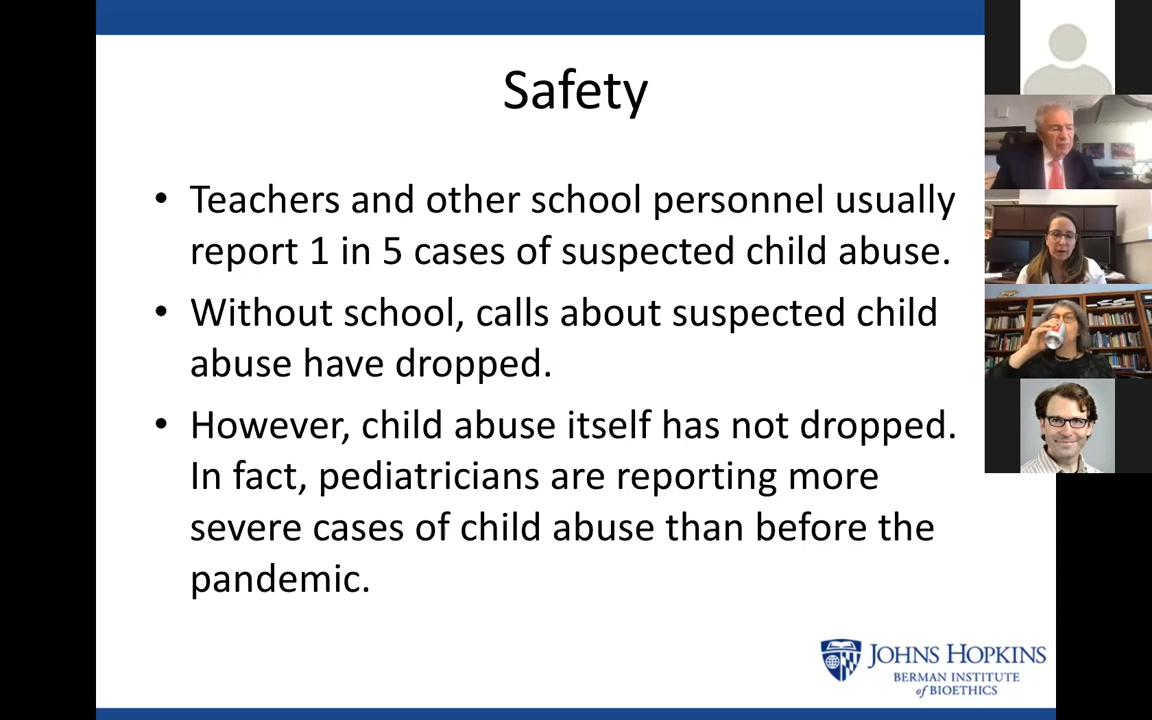 Safety
• Teachers and other school personnel usually
report 1 in 5 cases of suspected child abuse.
• Without school, calls about suspected child
abuse have dropped.
• However, child abuse itself has not dropped.
In fact, pediatricians are reporting more
severe cases of child abuse than before the
pandemic.
JOHNS HOPKINS
BERMAN INSTITUTE
of BIOETHICS